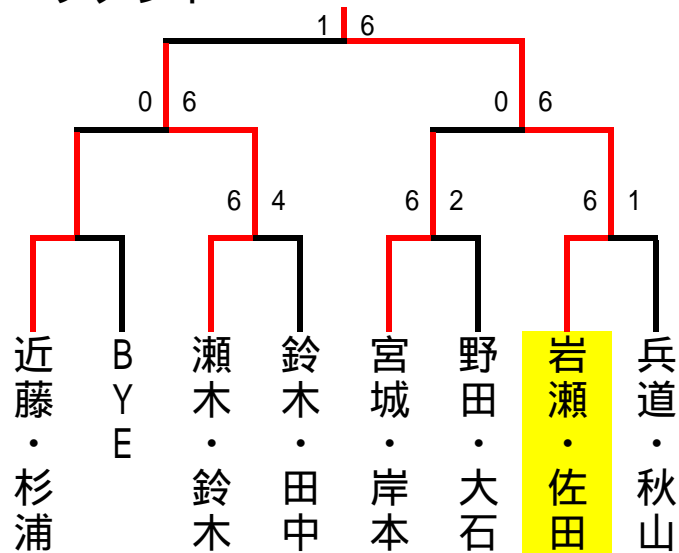 1 6
0 6
0 6
6 4
6 2
6 1
近藤・杉浦
BYE
瀬木・鈴木
鈴木・田中
宮城・岸本
野田・大石
岩瀬・佐田
兵道・秋山